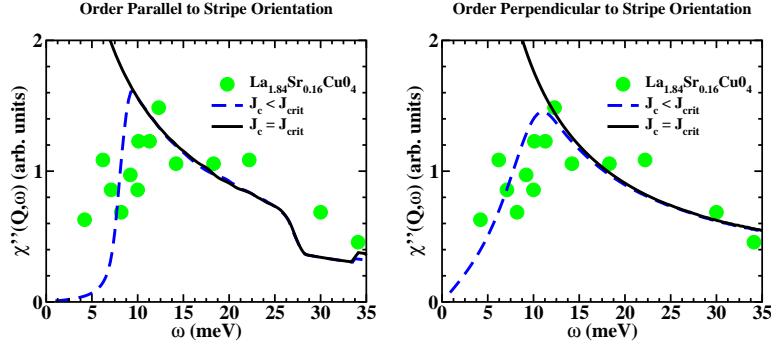 Order Parallel to Stripe Orientation
2
1
0
χ’’(Q,ω) (arb. units)
La1.84Sr0.16Cu04
Jc < Jcrit
Jc = Jcrit
0 5 10 15 20 25 30 35
ω (meV)
Order Perpendicular to Stripe Orientation
2
1
0
χ’’(Q,ω) (arb. units)
La1.84Sr0.16Cu04
Jc < Jcrit
Jc = Jcrit
0 5 10 15 20 25 30 35
ω (meV)